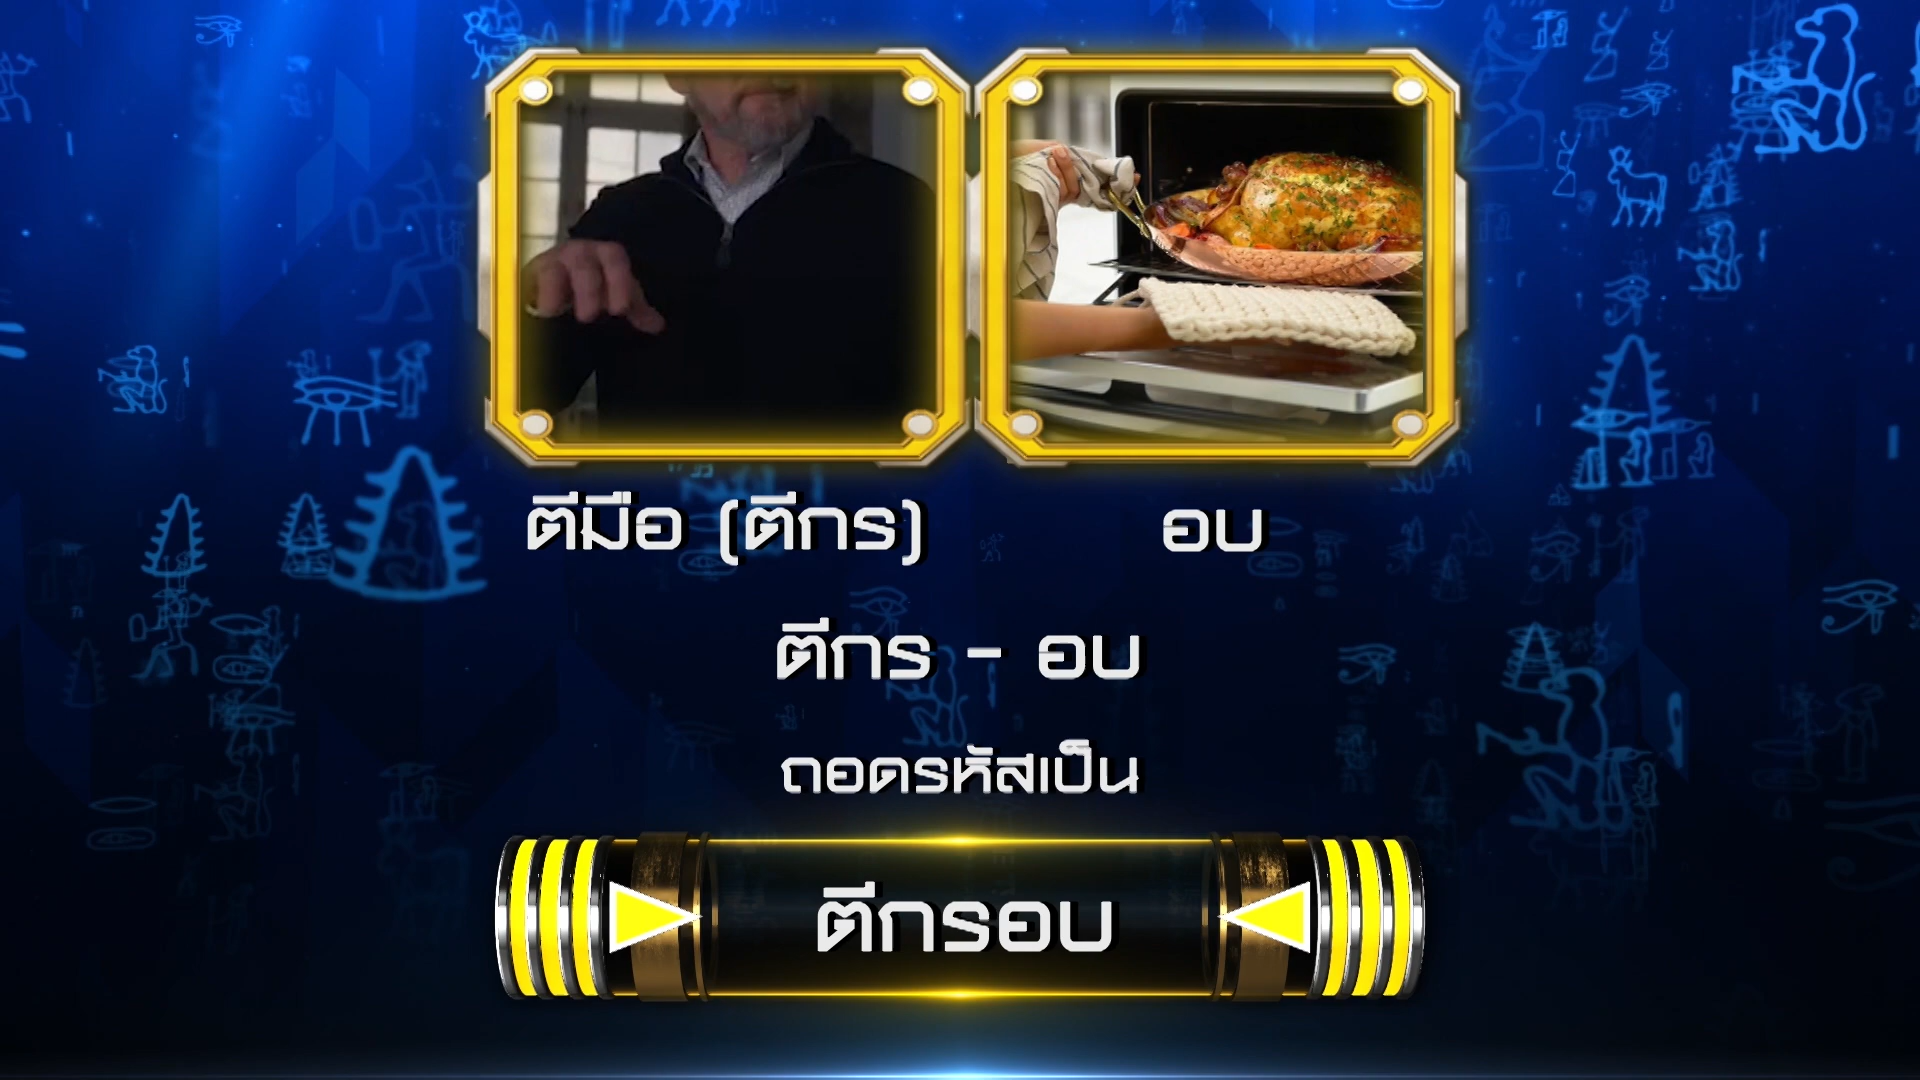 ตีมือ (ตีกร) อบ
ตีกร - อบ
ถอดรหัสเป็น
ตีกรอบ